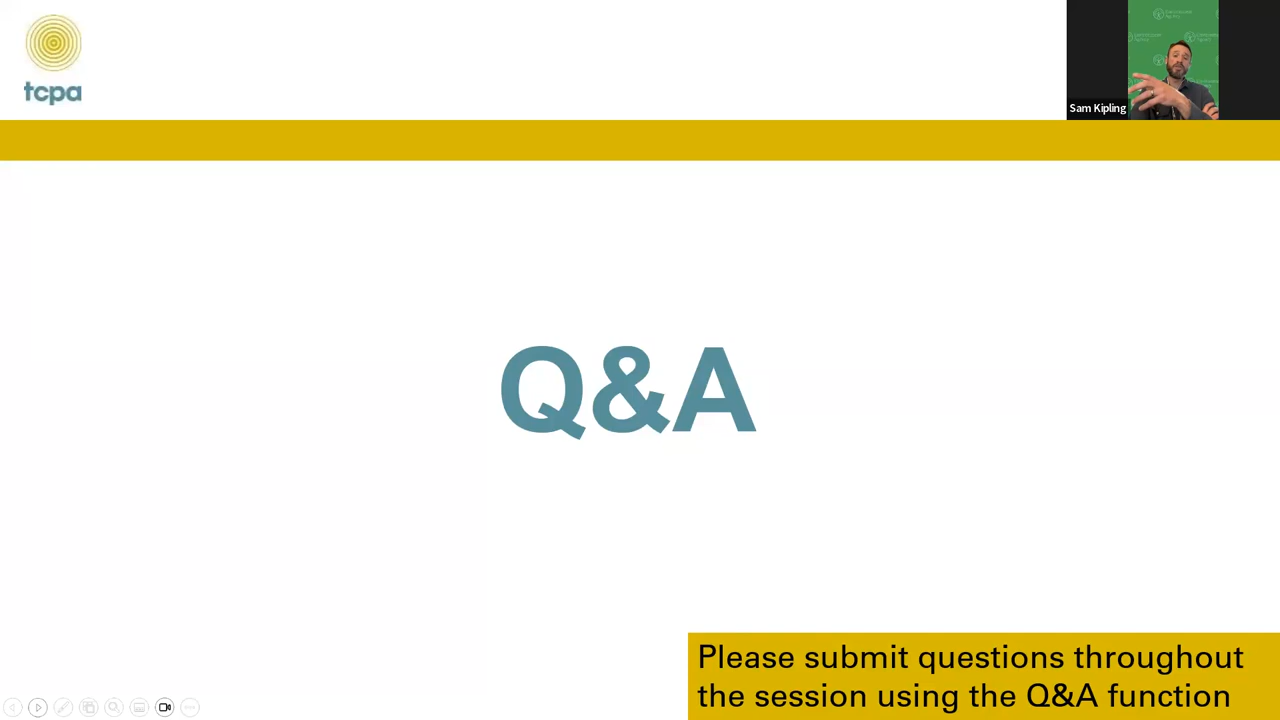 tcpa
Sam Kipling
Q&A
Please submit questions throughout
the session using the Q&A function